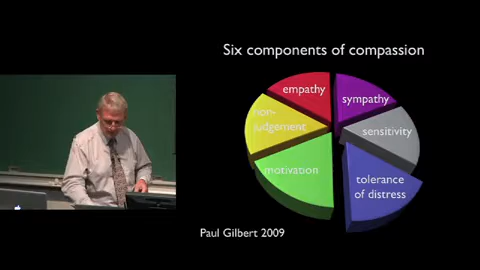 Six components of compassion
empathy
sympathy
non-
judgement
sensitivity
motivation
tolerance
of distress
Paul Gilbert 2009